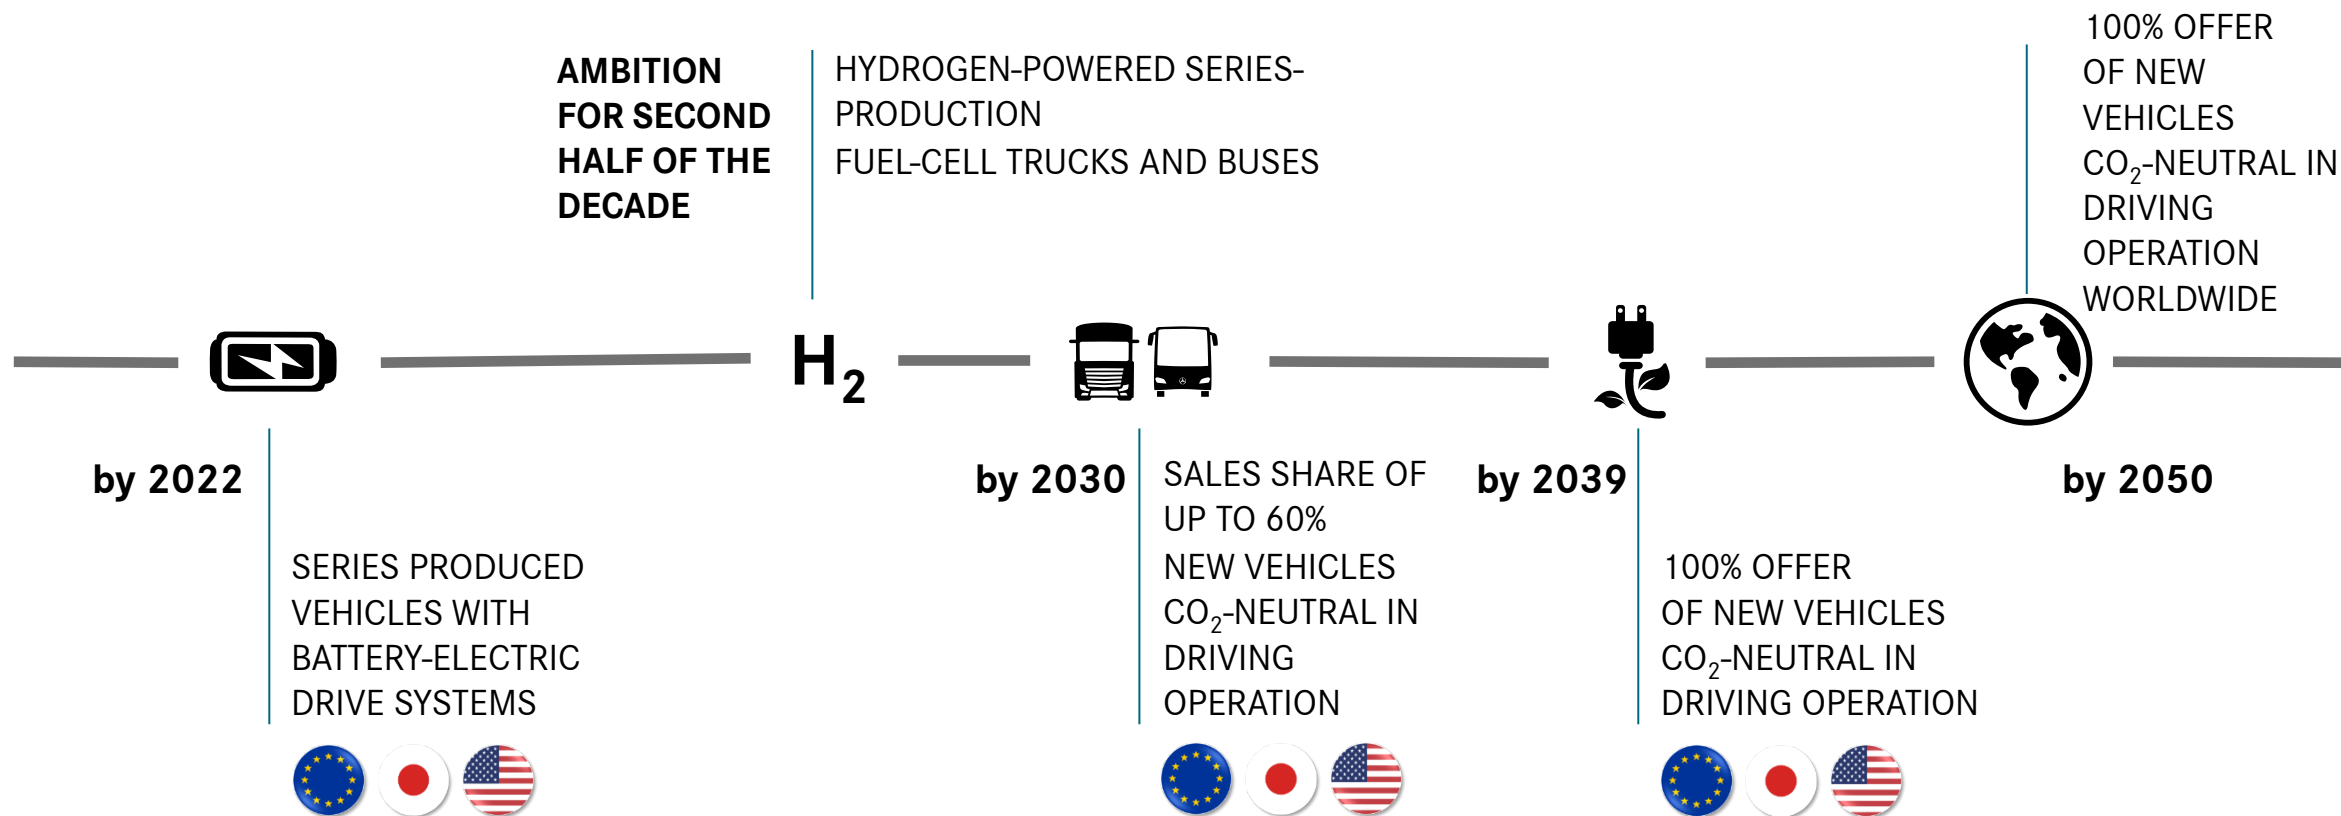 AMBITION
FOR SECOND
HALF OF THE
DECADE
HYDROGEN-POWERED SERIES-
PRODUCTION
FUEL-CELL TRUCKS AND BUSES
100% OFFER
OF NEW
VEHICLES
CO₂-NEUTRAL IN
DRIVING
OPERATION
WORLDWIDE
H₂
by 2022
SERIES PRODUCED
VEHICLES WITH
BATTERY-ELECTRIC
DRIVE SYSTEMS
by 2030
SALES SHARE OF
UP TO 60%
NEW VEHICLES
CO₂-NEUTRAL IN
DRIVING
OPERATION
by 2039
100% OFFER
OF NEW VEHICLES
CO₂-NEUTRAL IN
DRIVING OPERATION
by 2050